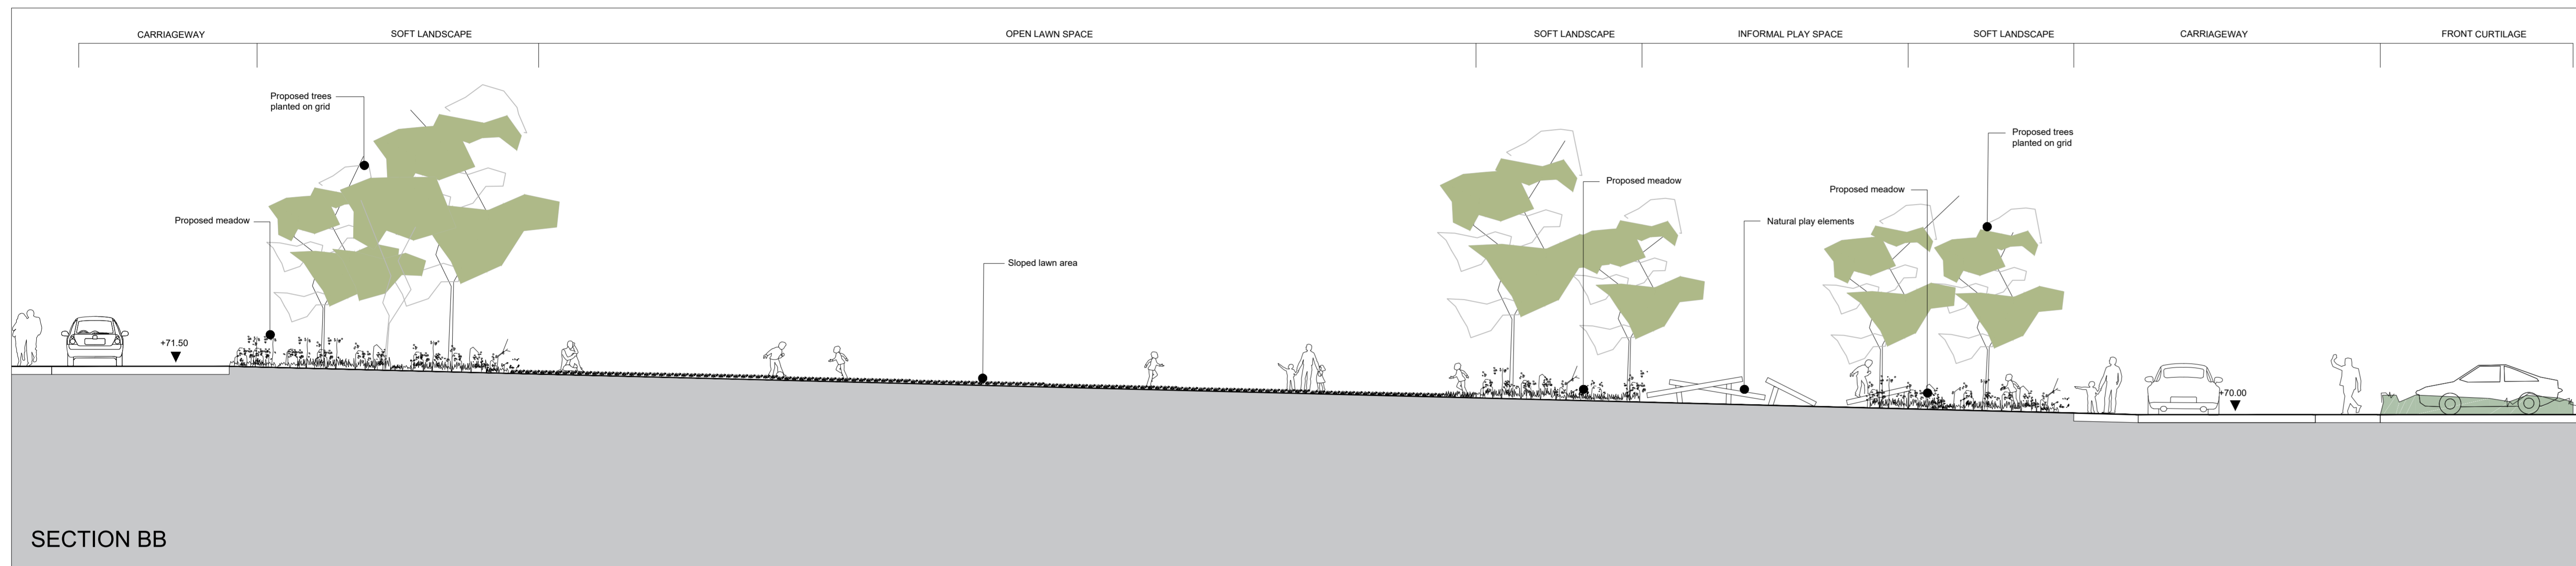 CARRIAGEWAY
SOFT LANDSCAPE
OPEN LAWN SPACE
SOFT LANDSCAPE
INFORMAL PLAY SPACE
SOFT LANDSCAPE
CARRIAGEWAY
FRONT CURTILAGE
Proposed trees
planted on grid
Proposed meadow
+71.50
Sloped lawn area
Proposed meadow
Natural play elements
Proposed meadow
Proposed trees
planted on grid
+70.00
SECTION BB